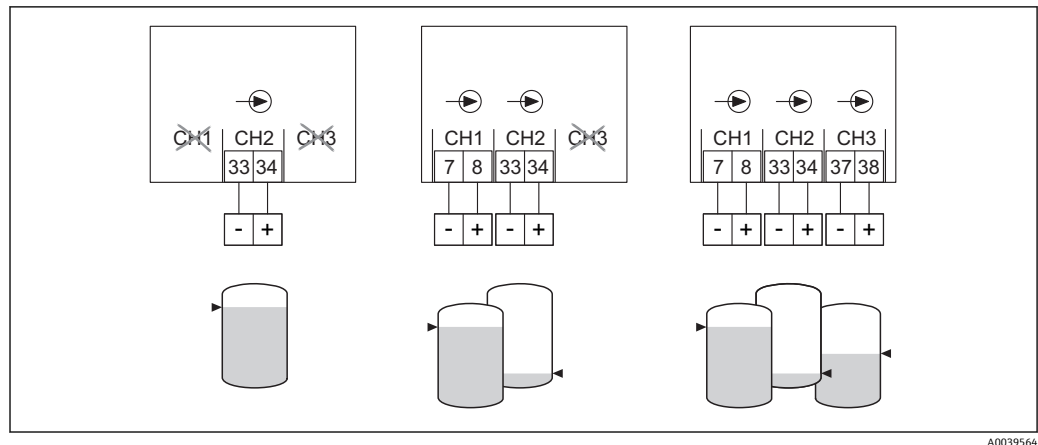 CH1 CH2 CH3
33 34
- +
CH1 CH2 CH3
7 8 33 34
- + - +
CH1 CH2 CH3
7 8 33 34 37 38
- + - + - +
A0039564